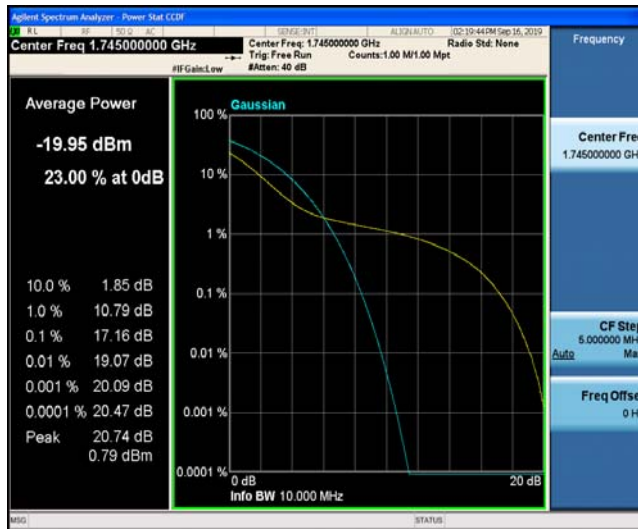 Agilent Spectrum Analyzer - Power Stat CCDF
RL RF 50 Ω AC SENSE:INT ALIGN AUTO 02:19:44 PM Sep 16, 2019
Center Freq 1.745000000 GHz
Center Freq: 1.745000000 GHz Radio Std: None
Trig: Free Run Counts:1.00 M/1.00 Mpt
#IFGain:Low #Atten: 40 dB
Frequency
Average Power
-19.95 dBm
23.00 % at 0dB
10.0 % 1.85 dB
1.0 % 10.79 dB
0.1 % 17.16 dB
0.01 % 19.07 dB
0.001 % 20.09 dB
0.0001 % 20.47 dB
Peak 20.74 dB
0.79 dBm
Gaussian
100 %
10 %
1 %
0.1 %
0.01 %
0.001 %
0.0001 %
0 dB 20 dB
Info BW 10.000 MHz
Center Fre
1.745000000 GH
CF Ste
5.000000 MH
Auto Ma
Freq Offse
0 H
MSG STATUS